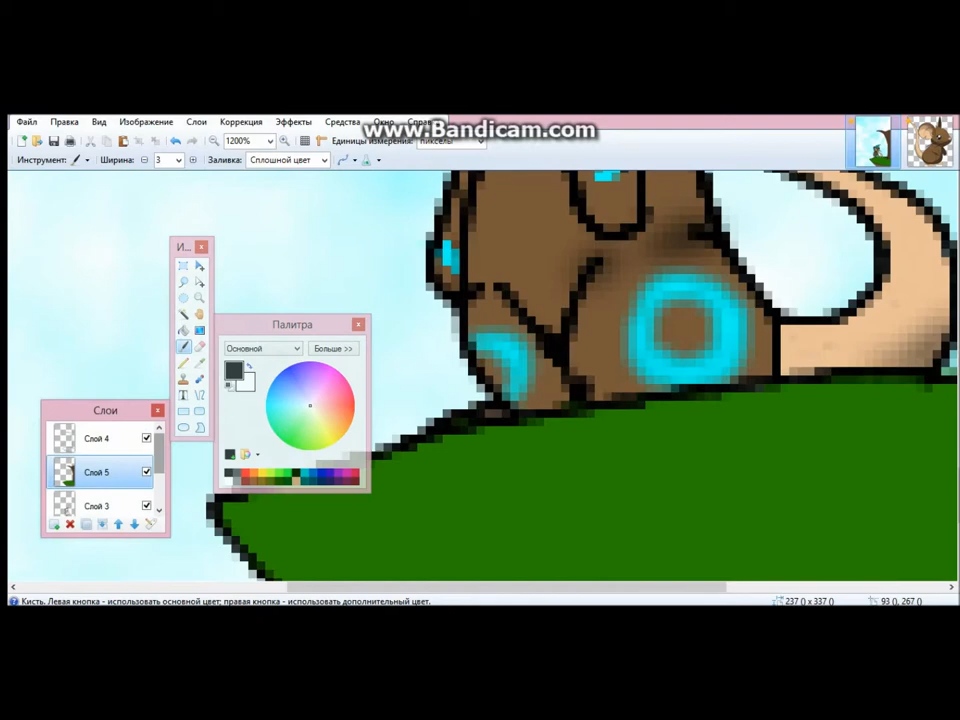 Файл Правка Вид Изображение Слои Коррекция Эффекты Средства Окно Справ
www.Bandicam.com
1200% Единицы измерения: Пиксели
Инструмент: Ширина: 3 Заливка: Сплошной цвет
И...
Палитра
Основной Больше >>
Слои
Слой 4
Слой 5
Слой 3
Кисть. Левая кнопка - использовать основной цвет; правая кнопка - использовать дополнительный цвет. 237 () x 337 () 93 (), 267 ()